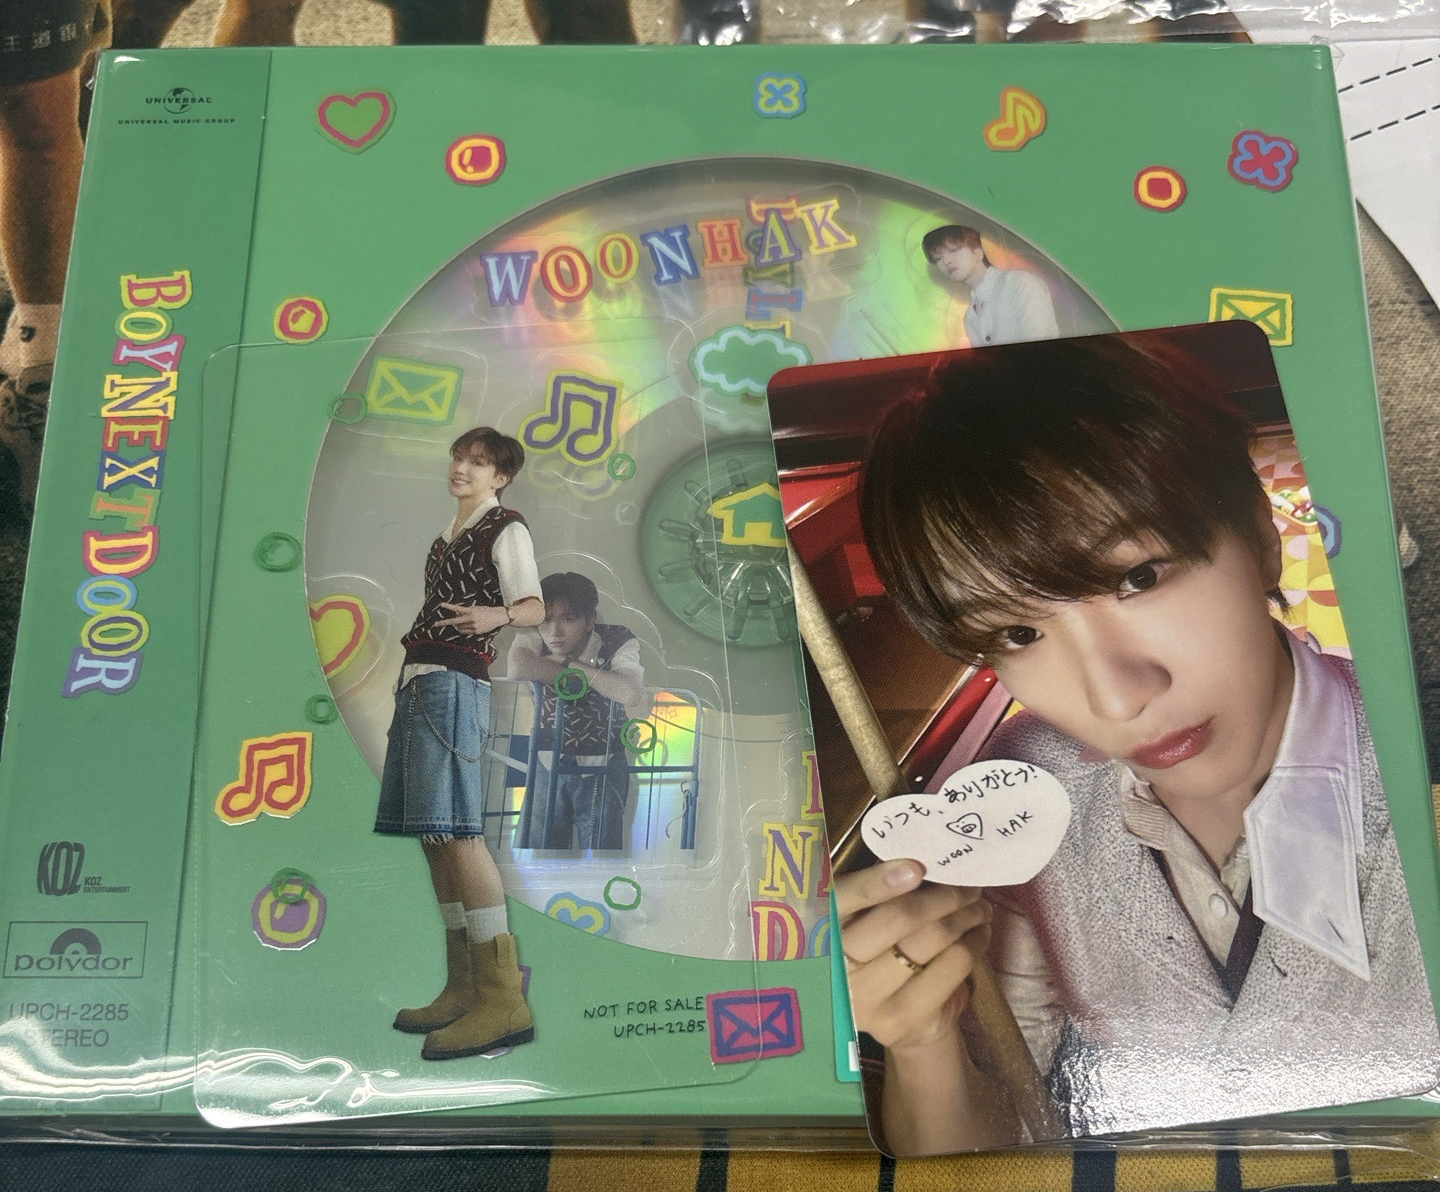 UNIVERSAL
UNIVERSAL MUSIC GROUP
BOYNEXTDOOR
KOZ
KOZ
ENTERTAINMENT
polydor
UPCH-2285
STEREO
WOONHAK
NOT FOR SALE
UPCH-2285
いつも、ありがとう!
WOON HAK